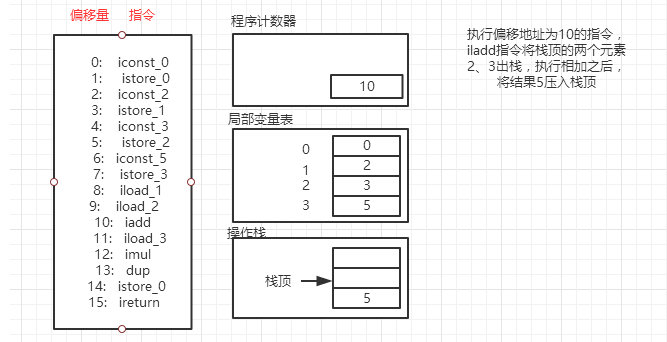 偏移量 指令
0: iconst_0
1: istore_0
2: iconst_2
3: istore_1
4: iconst_3
5: istore_2
6: iconst_5
7: istore_3
8: iload_1
9: iload_2
10: iadd
11: iload_3
12: imul
13: dup
14: istore_0
15: ireturn
程序计数器
10
局部变量表
0 0
1 2
2 3
3 5
操作栈
栈顶
5
执行偏移地址为10的指令，
iladd指令将栈顶的两个元素
2、3出栈，执行相加之后，
将结果5压入栈顶